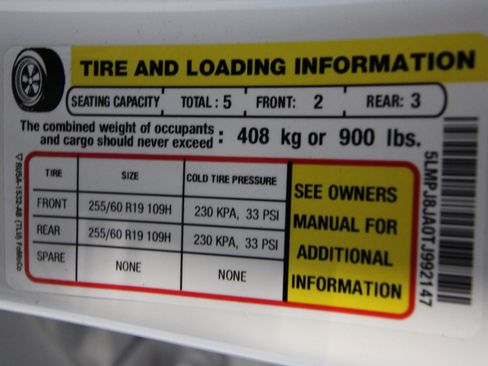 TIRE AND LOADING INFORMATION
SEATING CAPACITY TOTAL : 5 FRONT: 2 REAR: 3
The combined weight of occupants
and cargo should never exceed : 408 kg or 900 lbs.
TIRE SIZE COLD TIRE PRESSURE
FRONT 255/60 R19 109H 230 KPA, 33 PSI
REAR 255/60 R19 109H 230 KPA, 33 PSI
SPARE NONE NONE
SEE OWNERS
MANUAL FOR
ADDITIONAL
INFORMATION
5LMPJ8JA0TJ992147